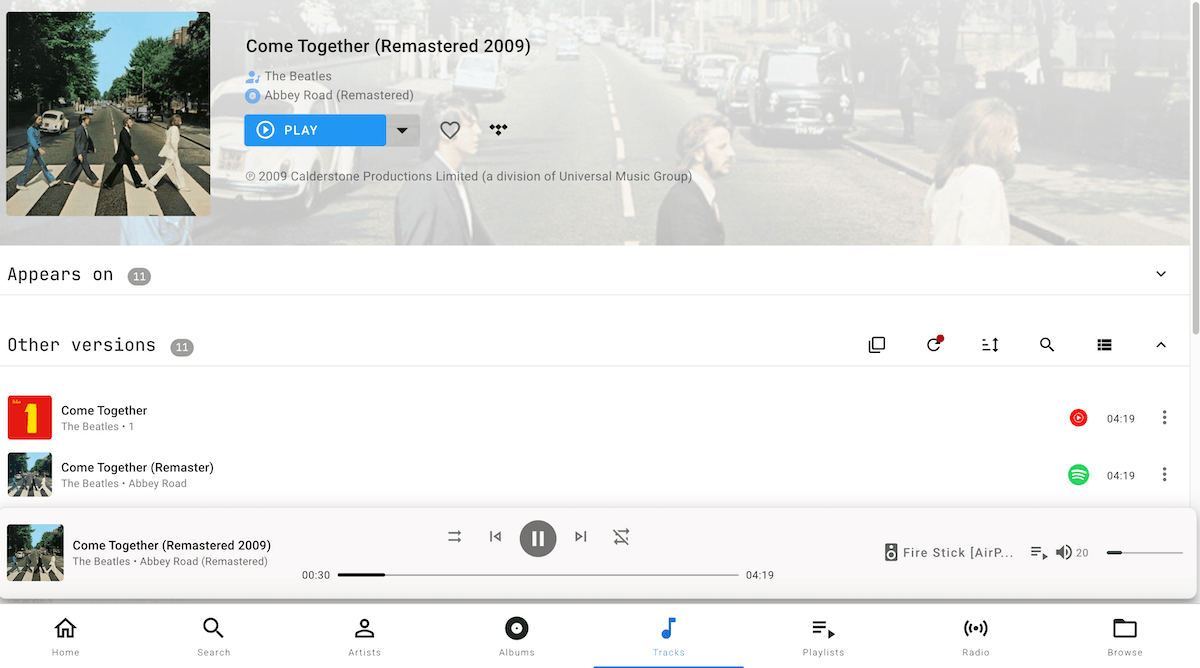 Come Together (Remastered 2009)
The Beatles
Abbey Road (Remastered)
PLAY
℗ 2009 Calderstone Productions Limited (a division of Universal Music Group)
Appears on 11
Other versions 11
1
Come Together
The Beatles • 1
04:19
Come Together (Remaster)
The Beatles • Abbey Road
04:19
Come Together (Remastered 2009)
The Beatles • Abbey Road (Remastered)
00:30
04:19
Fire Stick [AirP...
20
Home
Search
Artists
Albums
Tracks
Playlists
Radio
Browse